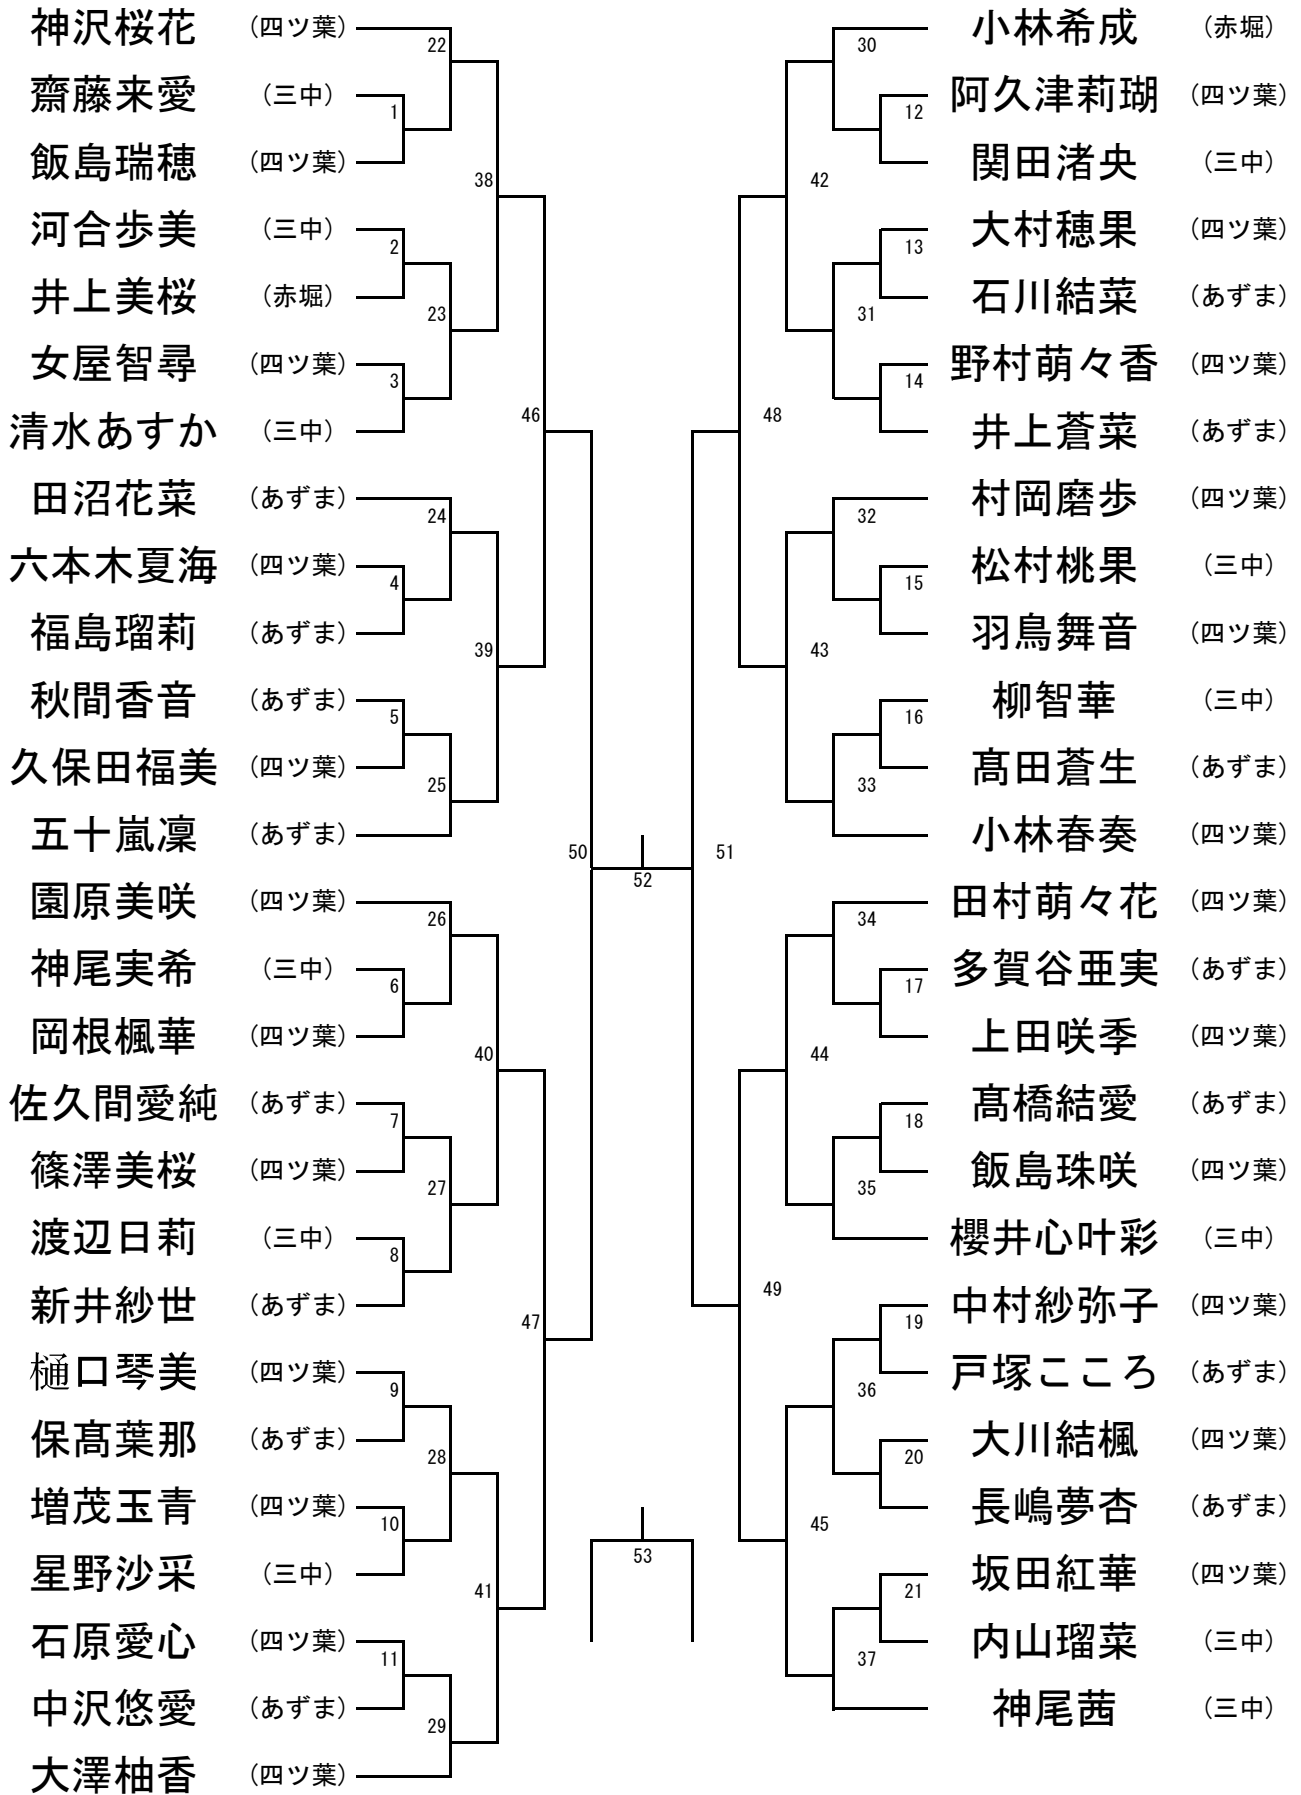 神沢桜花 (四ツ葉)
齋藤来愛 (三中)
飯島瑞穂 (四ツ葉)
河合歩美 (三中)
井上美桜 (赤堀)
女屋智尋 (四ツ葉)
清水あすか (三中)
田沼花菜 (あずま)
六本木夏海 (四ツ葉)
福島瑠莉 (あずま)
秋間香音 (あずま)
久保田福美 (四ツ葉)
五十嵐凜 (あずま)
園原美咲 (四ツ葉)
神尾実希 (三中)
岡根楓華 (四ツ葉)
佐久間愛純 (あずま)
篠澤美桜 (四ツ葉)
渡辺日莉 (三中)
新井紗世 (あずま)
樋口琴美 (四ツ葉)
保髙葉那 (あずま)
増茂玉青 (四ツ葉)
星野沙采 (三中)
石原愛心 (四ツ葉)
中沢悠愛 (あずま)
大澤柚香 (四ツ葉)
1
2
3
4
5
6
7
8
9
10
11
22
23
24
25
26
27
28
29
38
39
40
41
46
47
50
52
53
51
48
49
42
43
44
45
30
31
32
33
34
35
36
37
12
13
14
15
16
17
18
19
20
21
小林希成 (赤堀)
阿久津莉瑚 (四ツ葉)
関田渚央 (三中)
大村穂果 (四ツ葉)
石川結菜 (あずま)
野村萌々香 (四ツ葉)
井上蒼菜 (あずま)
村岡磨歩 (四ツ葉)
松村桃果 (三中)
羽鳥舞音 (四ツ葉)
柳智華 (三中)
髙田蒼生 (あずま)
小林春奏 (四ツ葉)
田村萌々花 (四ツ葉)
多賀谷亜実 (あずま)
上田咲季 (四ツ葉)
髙橋結愛 (あずま)
飯島珠咲 (四ツ葉)
櫻井心叶彩 (三中)
中村紗弥子 (四ツ葉)
戸塚こころ (あずま)
大川結楓 (四ツ葉)
長嶋夢杏 (あずま)
坂田紅華 (四ツ葉)
内山瑠菜 (三中)
神尾茜 (三中)